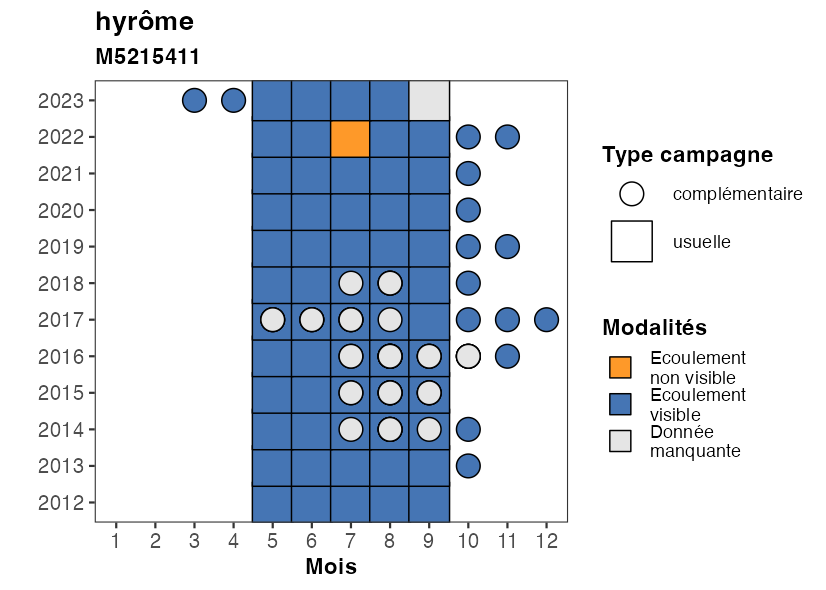 hyrôme
M5215411
2023
2022
2021
2020
2019
2018
2017
2016
2015
2014
2013
2012
1 2 3 4 5 6 7 8 9 10 11 12
Mois
Type campagne
complémentaire
usuelle
Modalités
Ecoulement
non visible
Ecoulement
visible
Donnée
manquante